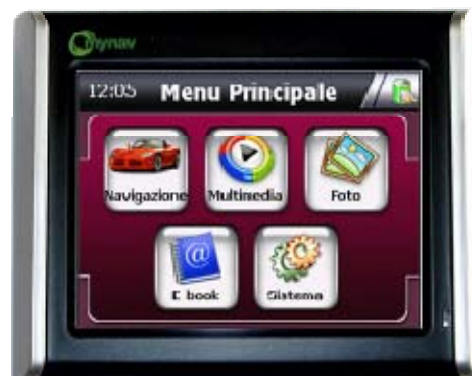 mynav
12:05 Menu Principale
Navigazione Multimedia Foto
@
E book Sistema